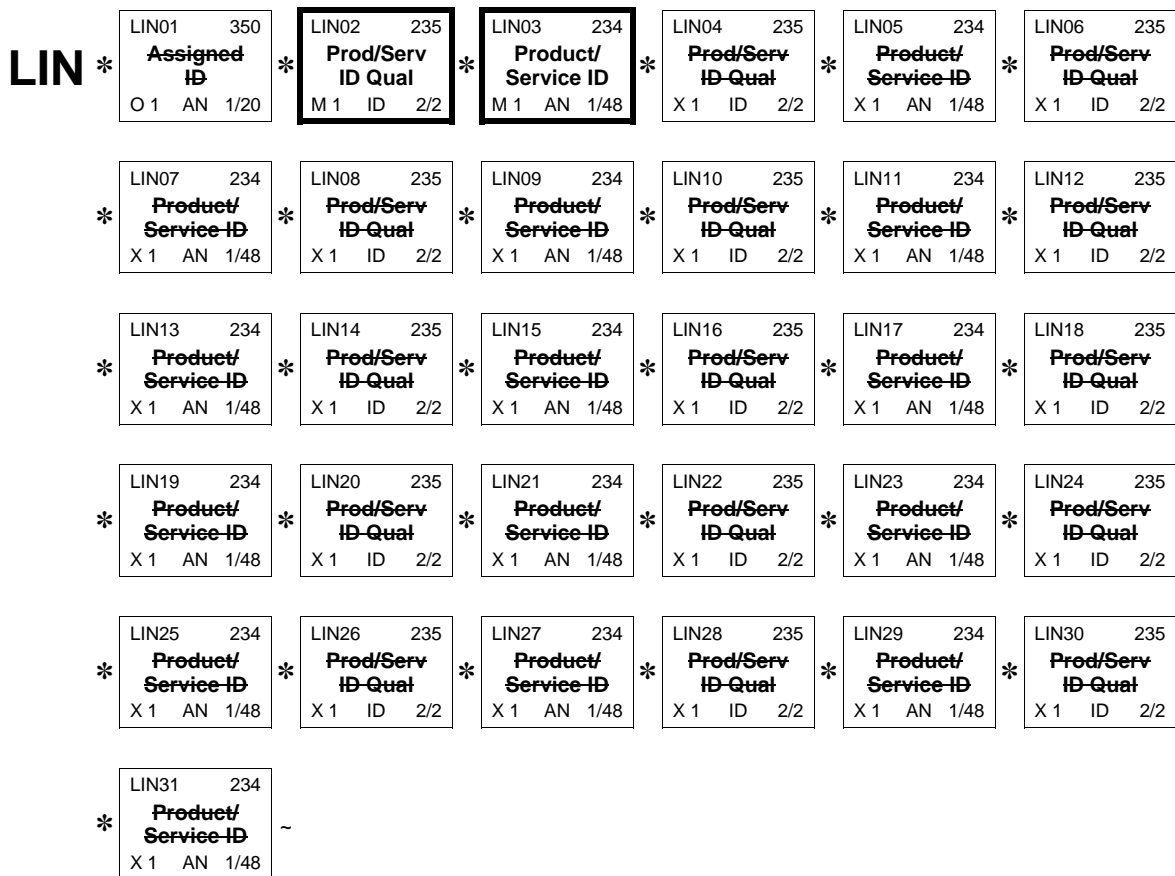 LIN01 350 LIN02 235 LIN03 234 LIN04 235 LIN05 234 LIN06 235
LIN * Assigned ID * Prod/Serv ID Qual * Product/ Service ID * Prod/Serv ID Qual * Product/ Service ID * Prod/Serv ID Qual
O 1 AN 1/20 M 1 ID 2/2 M 1 AN 1/48 X 1 ID 2/2 X 1 AN 1/48 X 1 ID 2/2
LIN07 234 LIN08 235 LIN09 234 LIN10 235 LIN11 234 LIN12 235
* Product/ Service ID * Prod/Serv ID Qual * Product/ Service ID * Prod/Serv ID Qual * Product/ Service ID * Prod/Serv ID Qual
X 1 AN 1/48 X 1 ID 2/2 X 1 AN 1/48 X 1 ID 2/2 X 1 AN 1/48 X 1 ID 2/2
LIN13 234 LIN14 235 LIN15 234 LIN16 235 LIN17 234 LIN18 235
* Product/ Service ID * Prod/Serv ID Qual * Product/ Service ID * Prod/Serv ID Qual * Product/ Service ID * Prod/Serv ID Qual
X 1 AN 1/48 X 1 ID 2/2 X 1 AN 1/48 X 1 ID 2/2 X 1 AN 1/48 X 1 ID 2/2
LIN19 234 LIN20 235 LIN21 234 LIN22 235 LIN23 234 LIN24 235
* Product/ Service ID * Prod/Serv ID Qual * Product/ Service ID * Prod/Serv ID Qual * Product/ Service ID * Prod/Serv ID Qual
X 1 AN 1/48 X 1 ID 2/2 X 1 AN 1/48 X 1 ID 2/2 X 1 AN 1/48 X 1 ID 2/2
LIN25 234 LIN26 235 LIN27 234 LIN28 235 LIN29 234 LIN30 235
* Product/ Service ID * Prod/Serv ID Qual * Product/ Service ID * Prod/Serv ID Qual * Product/ Service ID * Prod/Serv ID Qual
X 1 AN 1/48 X 1 ID 2/2 X 1 AN 1/48 X 1 ID 2/2 X 1 AN 1/48 X 1 ID 2/2
LIN31 234
* Product/ Service ID ~
X 1 AN 1/48